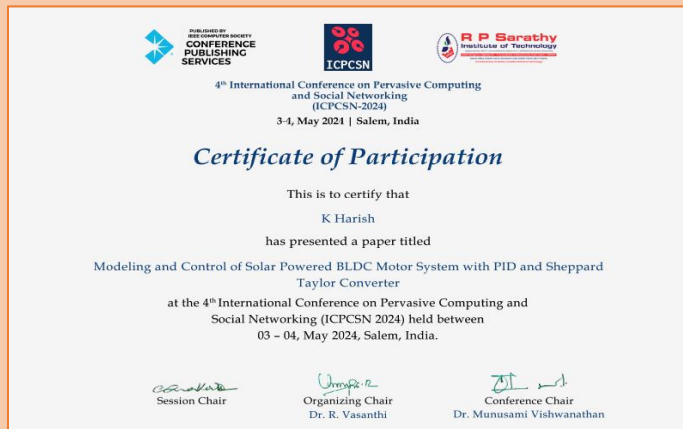 PUBLISHED BY
IEEE COMPUTER SOCIETY
CONFERENCE
PUBLISHING
SERVICES
ICPCSN
R P Sarathy
Institute of Technology
4th International Conference on Pervasive Computing
and Social Networking
(ICPCSN-2024)
3-4, May 2024 | Salem, India
Certificate of Participation
This is to certify that
K Harish
has presented a paper titled
Modeling and Control of Solar Powered BLDC Motor System with PID and Sheppard
Taylor Converter
at the 4th International Conference on Pervasive Computing and
Social Networking (ICPCSN 2024) held between
03 – 04, May 2024, Salem, India.
Session Chair
Organizing Chair
Dr. R. Vasanthi
Conference Chair
Dr. Munusami Vishwanathan